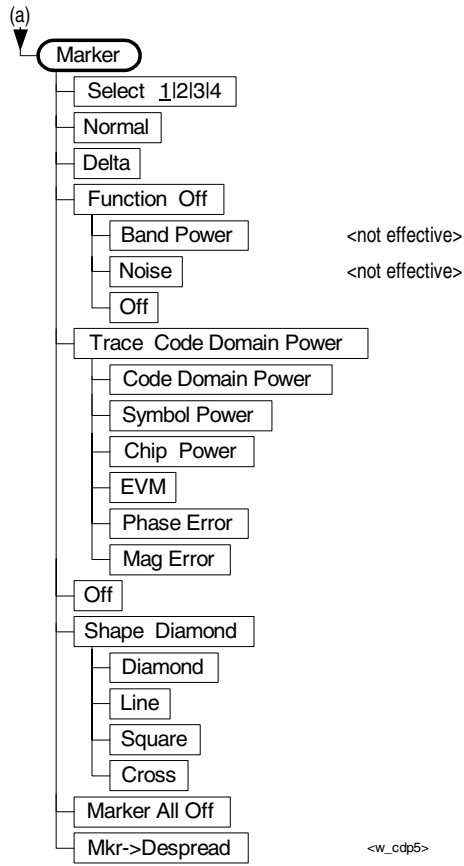 (a)
Marker
Select 1|2|3|4
Normal
Delta
Function Off
Band Power <not effective>
Noise <not effective>
Off
Trace Code Domain Power
Code Domain Power
Symbol Power
Chip Power
EVM
Phase Error
Mag Error
Off
Shape Diamond
Diamond
Line
Square
Cross
Marker All Off
Mkr->Despread <w_cdp5>